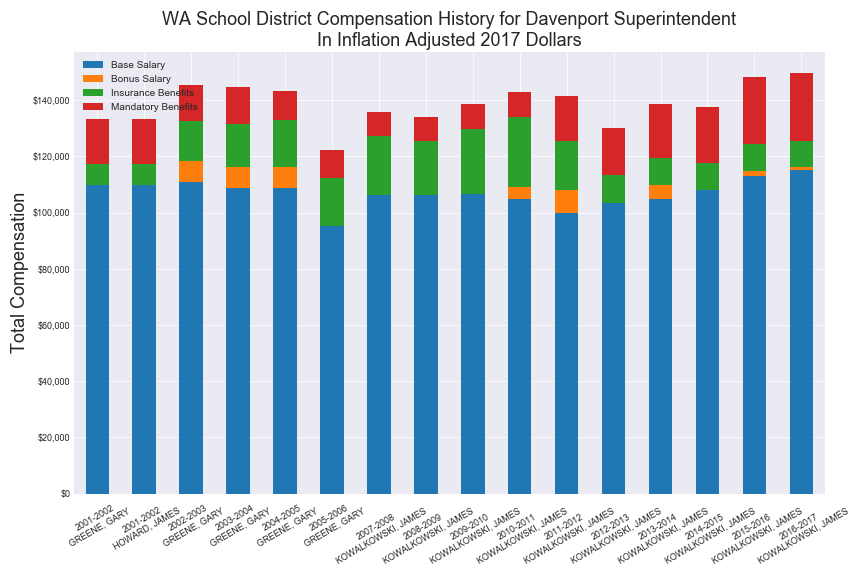 WA School District Compensation History for Davenport Superintendent
In Inflation Adjusted 2017 Dollars
Base Salary
Bonus Salary
Insurance Benefits
Mandatory Benefits
Total Compensation
$140,000
$120,000
$100,000
$80,000
$60,000
$40,000
$20,000
$0
2001-2002
GREENE, GARY
2001-2002
HOWARD, JAMES
2002-2003
GREENE, GARY
2003-2004
GREENE, GARY
2004-2005
GREENE, GARY
2005-2006
GREENE, GARY
2007-2008
KOWALKOWSKI, JAMES
2008-2009
KOWALKOWSKI, JAMES
2009-2010
KOWALKOWSKI, JAMES
2010-2011
KOWALKOWSKI, JAMES
2011-2012
KOWALKOWSKI, JAMES
2012-2013
KOWALKOWSKI, JAMES
2013-2014
KOWALKOWSKI, JAMES
2014-2015
KOWALKOWSKI, JAMES
2015-2016
KOWALKOWSKI, JAMES
2016-2017
KOWALKOWSKI, JAMES